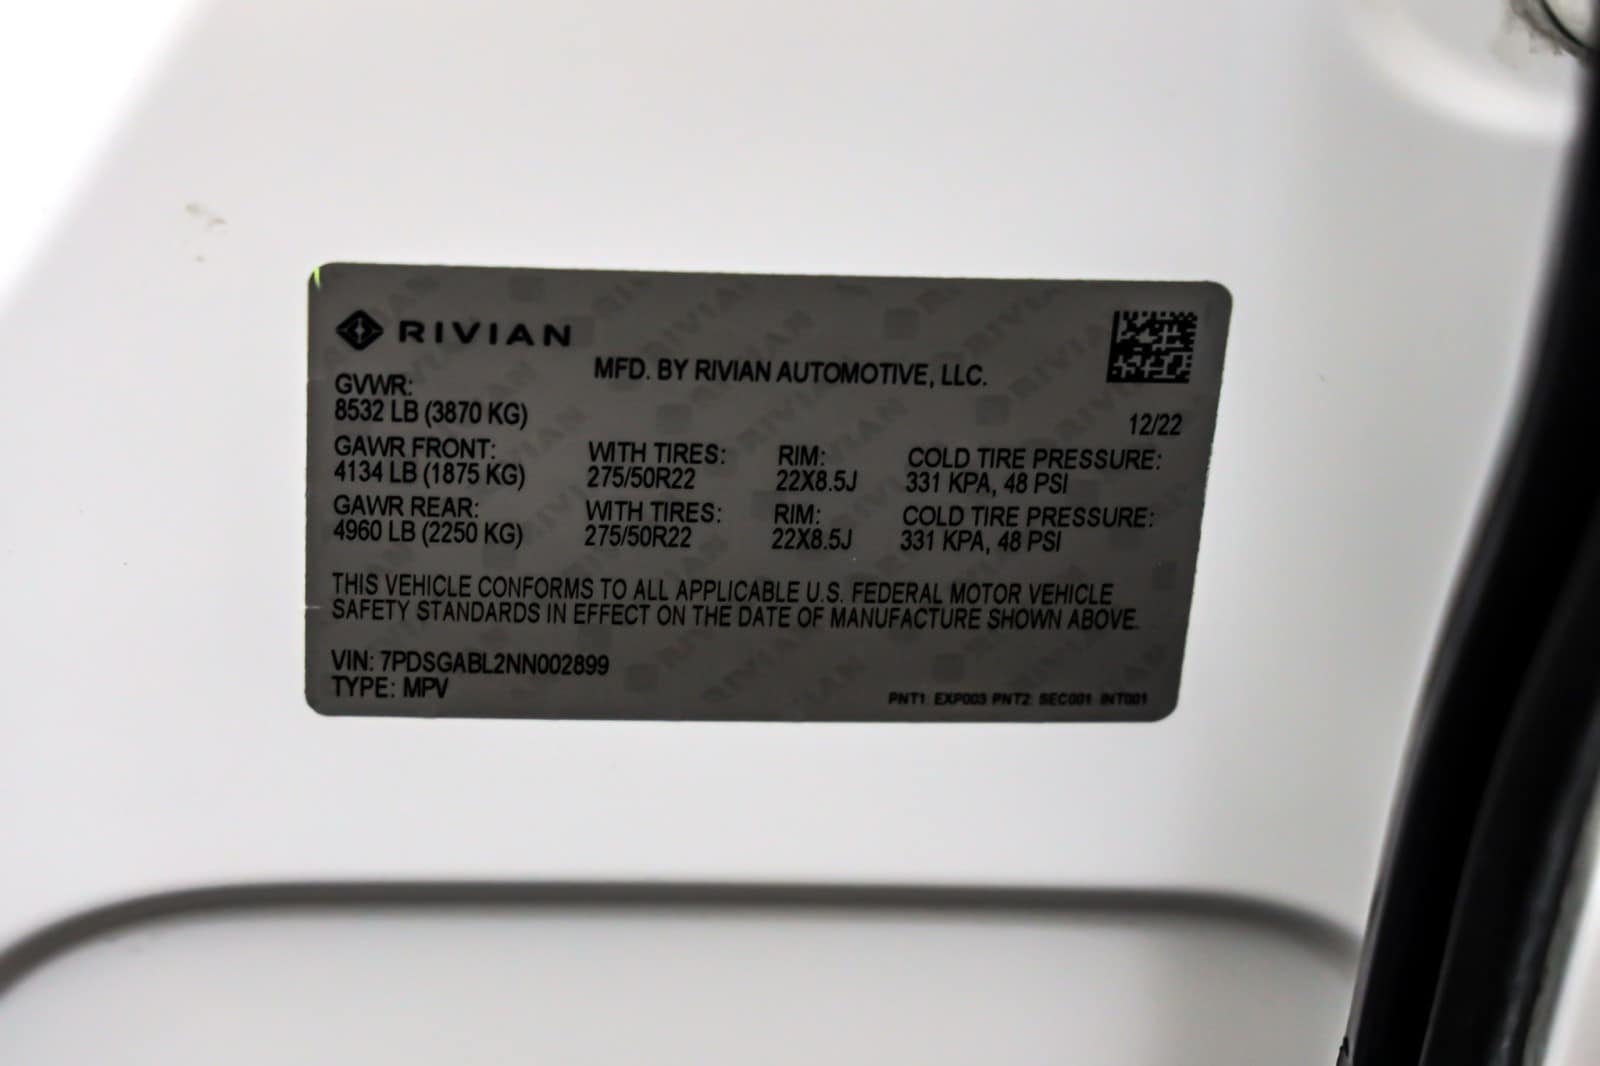 RIVIAN
MFD. BY RIVIAN AUTOMOTIVE, LLC.
GVWR:
8532 LB (3870 KG)
12/22
GAWR FRONT: WITH TIRES: RIM: COLD TIRE PRESSURE:
4134 LB (1875 KG) 275/50R22 22X8.5J 331 KPA, 48 PSI
GAWR REAR: WITH TIRES: RIM: COLD TIRE PRESSURE:
4960 LB (2250 KG) 275/50R22 22X8.5J 331 KPA, 48 PSI
THIS VEHICLE CONFORMS TO ALL APPLICABLE U.S. FEDERAL MOTOR VEHICLE
SAFETY STANDARDS IN EFFECT ON THE DATE OF MANUFACTURE SHOWN ABOVE.
VIN: 7PDSGABL2NN002899
TYPE: MPV
PNT1: EXP003 PNT2: SEC001 INT001